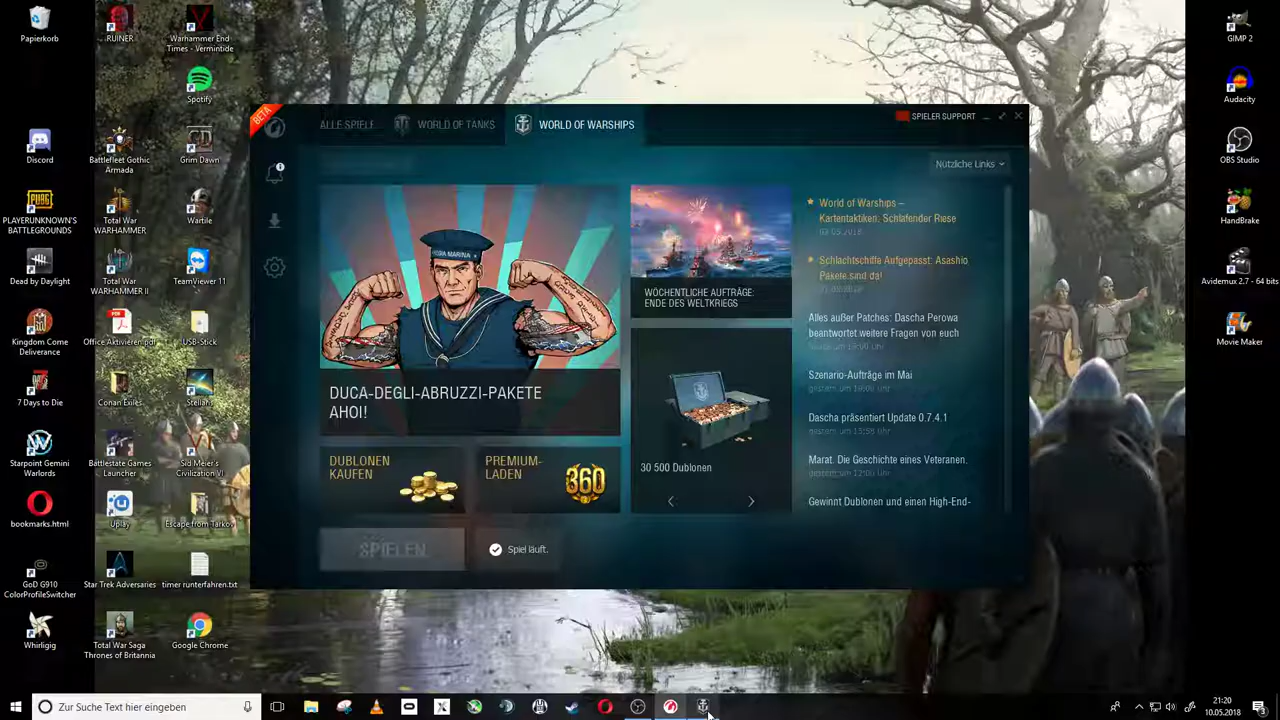 Papierkorb
RUINER
Warhammer End
Times - Vermintide
Spotify
Discord
Battlefleet Gothic
Armada
Grim Dawn
PLAYERUNKNOWN'S
BATTLEGROUNDS
Total War
WARHAMMER
Wartile
Dead by Daylight
Total War
WARHAMMER II
TeamViewer 11
Kingdom Come
Deliverance
Office Aktivieren.pdf
USB-Stick
7 Days to Die
Conan Exiles
Stellaris
Starpoint Gemini
Warlords
Battlestate Games
Launcher
Sid Meier's
Civilization VI
bookmarks.html
Uplay
Escape from Tarkov
GoD G910
ColorProfileSwitcher
Star Trek Adversaries
timer runterfahren.txt
Whirligig
Total War Saga
Thrones of Britannia
Google Chrome
BETA
ALLE SPIELE
WORLD OF TANKS
WORLD OF WARSHIPS
SPIELER SUPPORT
Nützliche Links
DUCA-DEGLI-ABRUZZI-PAKETE
AHOI!
DUBLONEN
KAUFEN
PREMIUM-
LADEN
360
WÖCHENTLICHE AUFTRÄGE:
ENDE DES WELTKRIEGS
30 500 Dublonen
World of Warships –
Kartentaktiken: Schlafender Riese
03.05.2018
Schlachtschiffe Aufgepasst: Asashio
Pakete sind da!
Alles außer Patches: Dascha Perowa
beantwortet weitere Fragen von euch
Szenario-Aufträge im Mai
Dascha präsentiert Update 0.7.4.1
Marat. Die Geschichte eines Veteranen.
Gewinnt Dublonen und einen High-End-
SPIELEN
Spiel läuft.
GIMP 2
Audacity
OBS Studio
HandBrake
Avidemux 2.7 - 64 bits
Movie Maker
Zur Suche Text hier eingeben
21:20
10.05.2018